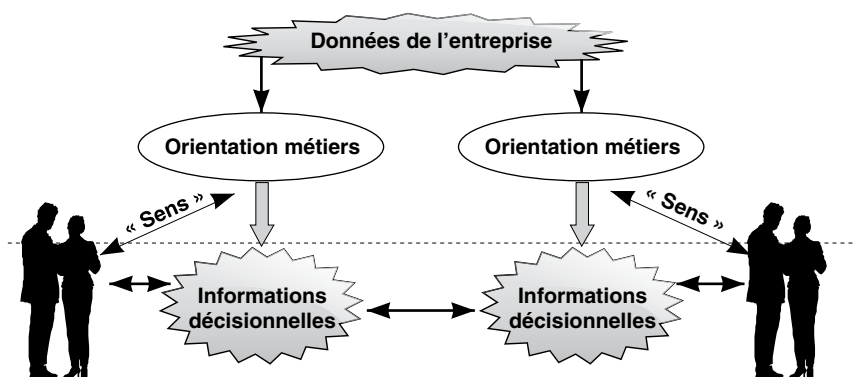 Données de l'entreprise
Orientation métiers
Orientation métiers
« Sens »
« Sens »
Informations
décisionnelles
Informations
décisionnelles